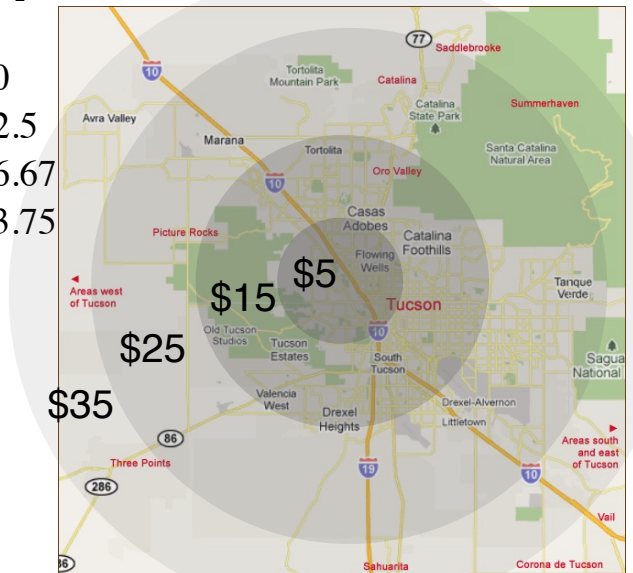 0
2.5
6.67
3.75
77
Saddlebrooke
10
Tortolita
Mountain Park
Catalina
Catalina
State Park
Summerhaven
Avra Valley
Marana
Tortolita
Santa Catalina
Natural Area
10
Oro Valley
Casas
Adobes
Picture Rocks
Catalina
Foothills
Flowing
Wells
$5
Areas west
of Tucson
Tanque
Verde
$15
Tucson
Old Tucson
Studios
10
$25
Tucson
Estates
South
Tucson
Sagua
National
$35
Valencia
West
Drexel-Alvernon
Drexel
Heights
Littletown
86
Areas south
and east
of Tucson
Three Points
19
10
286
Vail
86
Sahuarita
Corona de Tucson